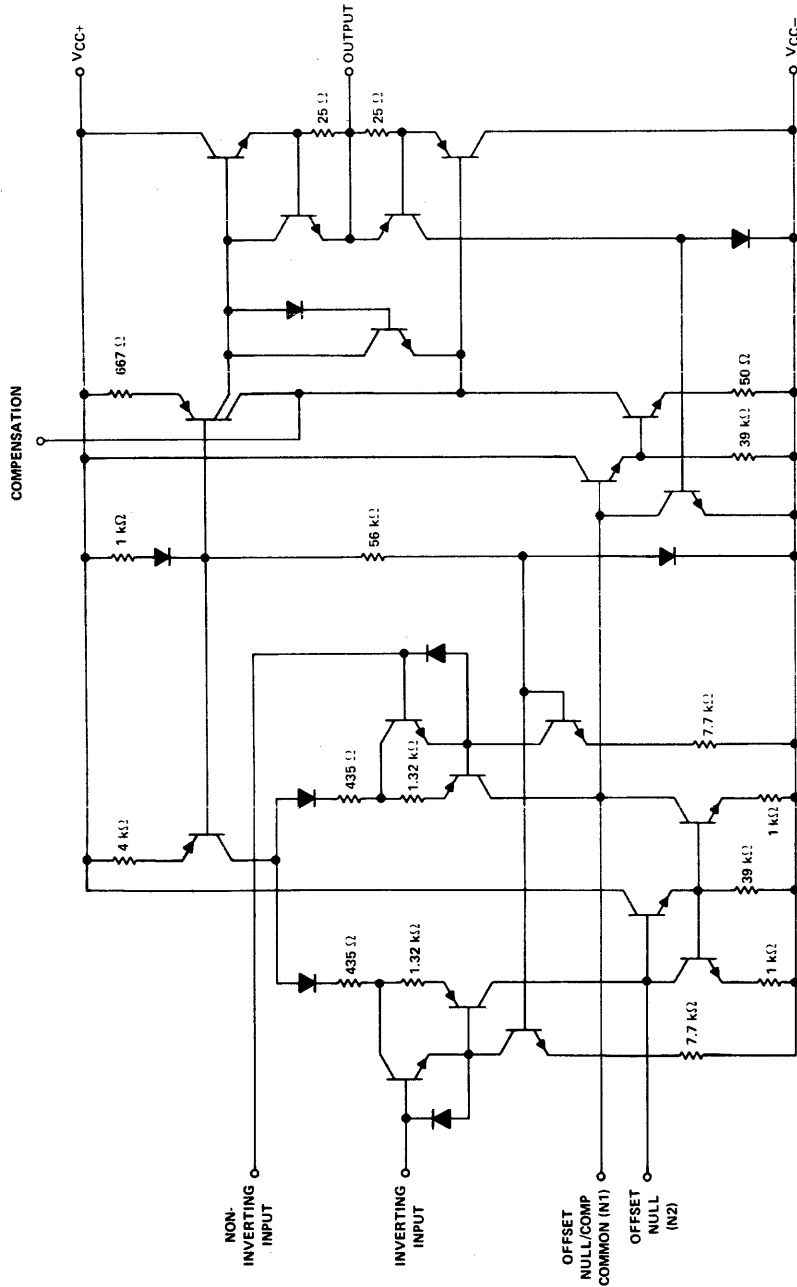 COMPENSATION
VCC+
667 Ω
1 kΩ
4 kΩ
25 Ω
OUTPUT
25 Ω
56 kΩ
435 Ω
435 Ω
1.32 kΩ
1.32 kΩ
50 Ω
39 kΩ
7.7 kΩ
1 kΩ
39 kΩ
1 kΩ
7.7 kΩ
VCC−
NON-
INVERTING
INPUT
INVERTING
INPUT
OFFSET
NULL/COMP
COMMON (N1)
OFFSET
NULL
(N2)